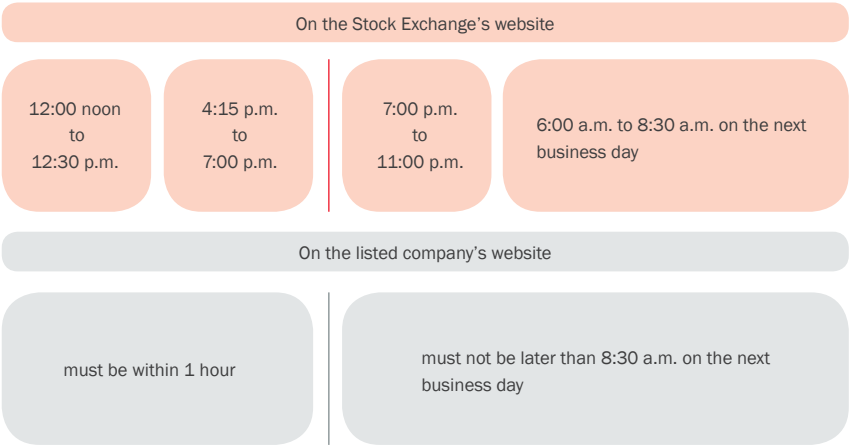 On the Stock Exchange’s website
12:00 noon
to
12:30 p.m.
4:15 p.m.
to
7:00 p.m.
7:00 p.m.
to
11:00 p.m.
6:00 a.m. to 8:30 a.m. on the next
business day
On the listed company’s website
must be within 1 hour
must not be later than 8:30 a.m. on the next
business day